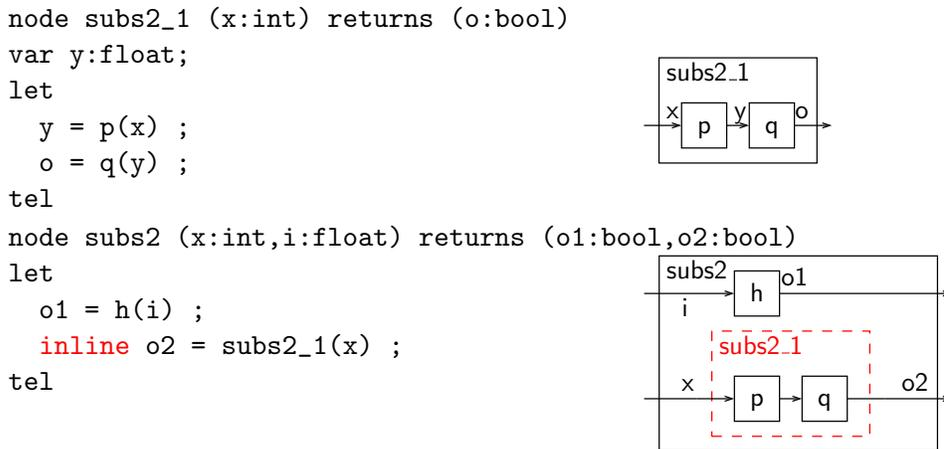 node subs2_1 (x:int) returns (o:bool)
var y:float;
let
  y = p(x) ;
  o = q(y) ;
tel
subs2_1
x p y q o
node subs2 (x:int,i:float) returns (o1:bool,o2:bool)
let
  o1 = h(i) ;
  inline o2 = subs2_1(x) ;
tel
subs2
i h o1
subs2_1
x p q o2